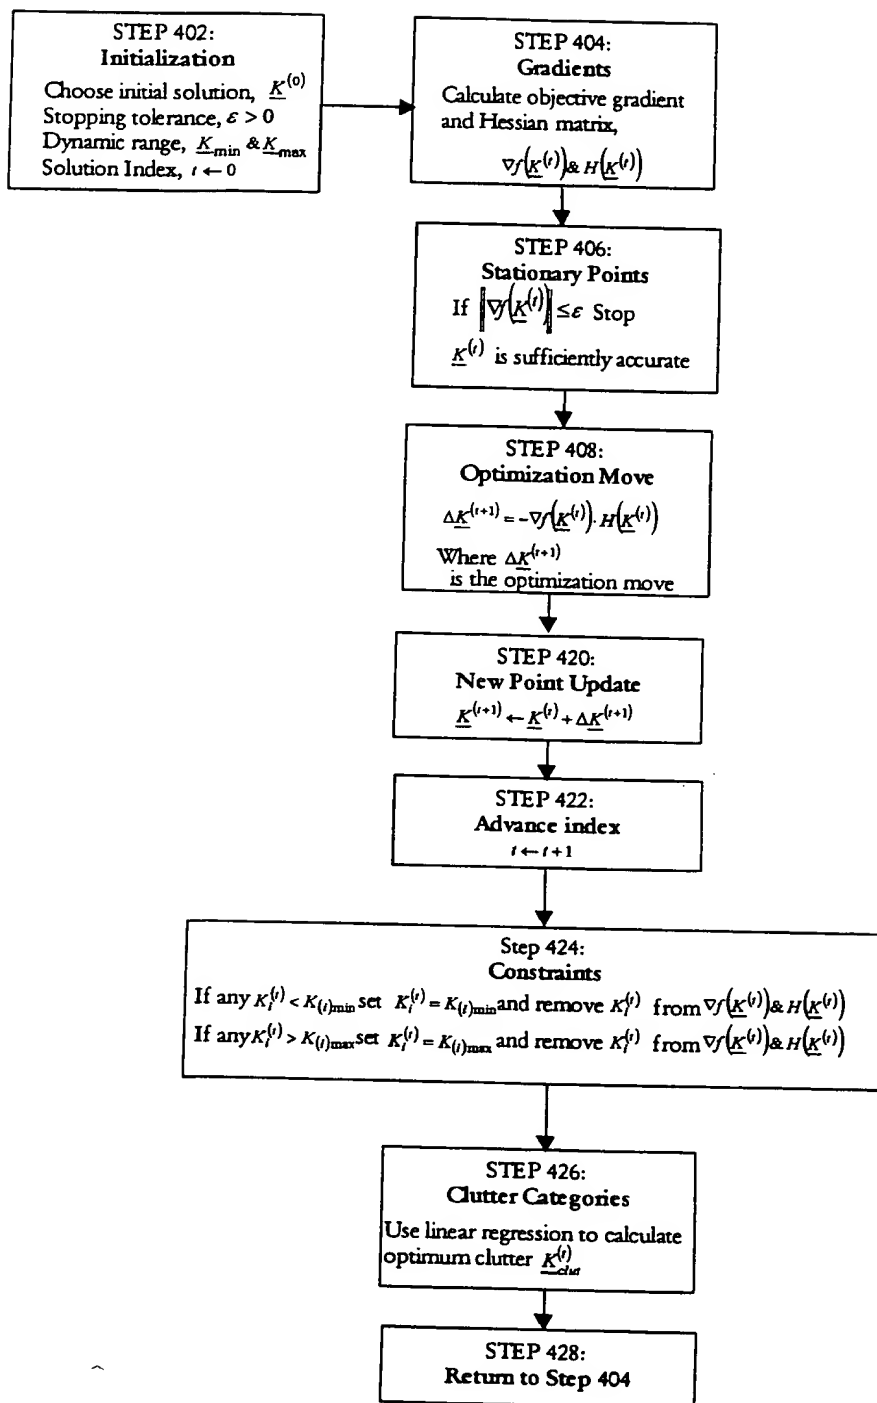 STEP 402:
Initialization
Choose initial solution, K^(0)
Stopping tolerance, ε > 0
Dynamic range, K_min & K_max
Solution Index, t ← 0
STEP 404:
Gradients
Calculate objective gradient
and Hessian matrix,
∇f(K^(t)) & H(K^(t))
STEP 406:
Stationary Points
If ‖∇f(K^(t))‖ ≤ ε Stop
K^(t) is sufficiently accurate
STEP 408:
Optimization Move
ΔK^(t+1) = -∇f(K^(t)) · H(K^(t))
Where ΔK^(t+1)
is the optimization move
STEP 420:
New Point Update
K^(t+1) ← K^(t) + ΔK^(t+1)
STEP 422:
Advance index
t ← t+1
Step 424:
Constraints
If any K_i^(t) < K_(i)min set K_i^(t) = K_(i)min and remove K_i^(t) from ∇f(K^(t)) & H(K^(t))
If any K_i^(t) > K_(i)max set K_i^(t) = K_(i)max and remove K_i^(t) from ∇f(K^(t)) & H(K^(t))
STEP 426:
Clutter Categories
Use linear regression to calculate
optimum clutter K_clut^(t)
STEP 428:
Return to Step 404